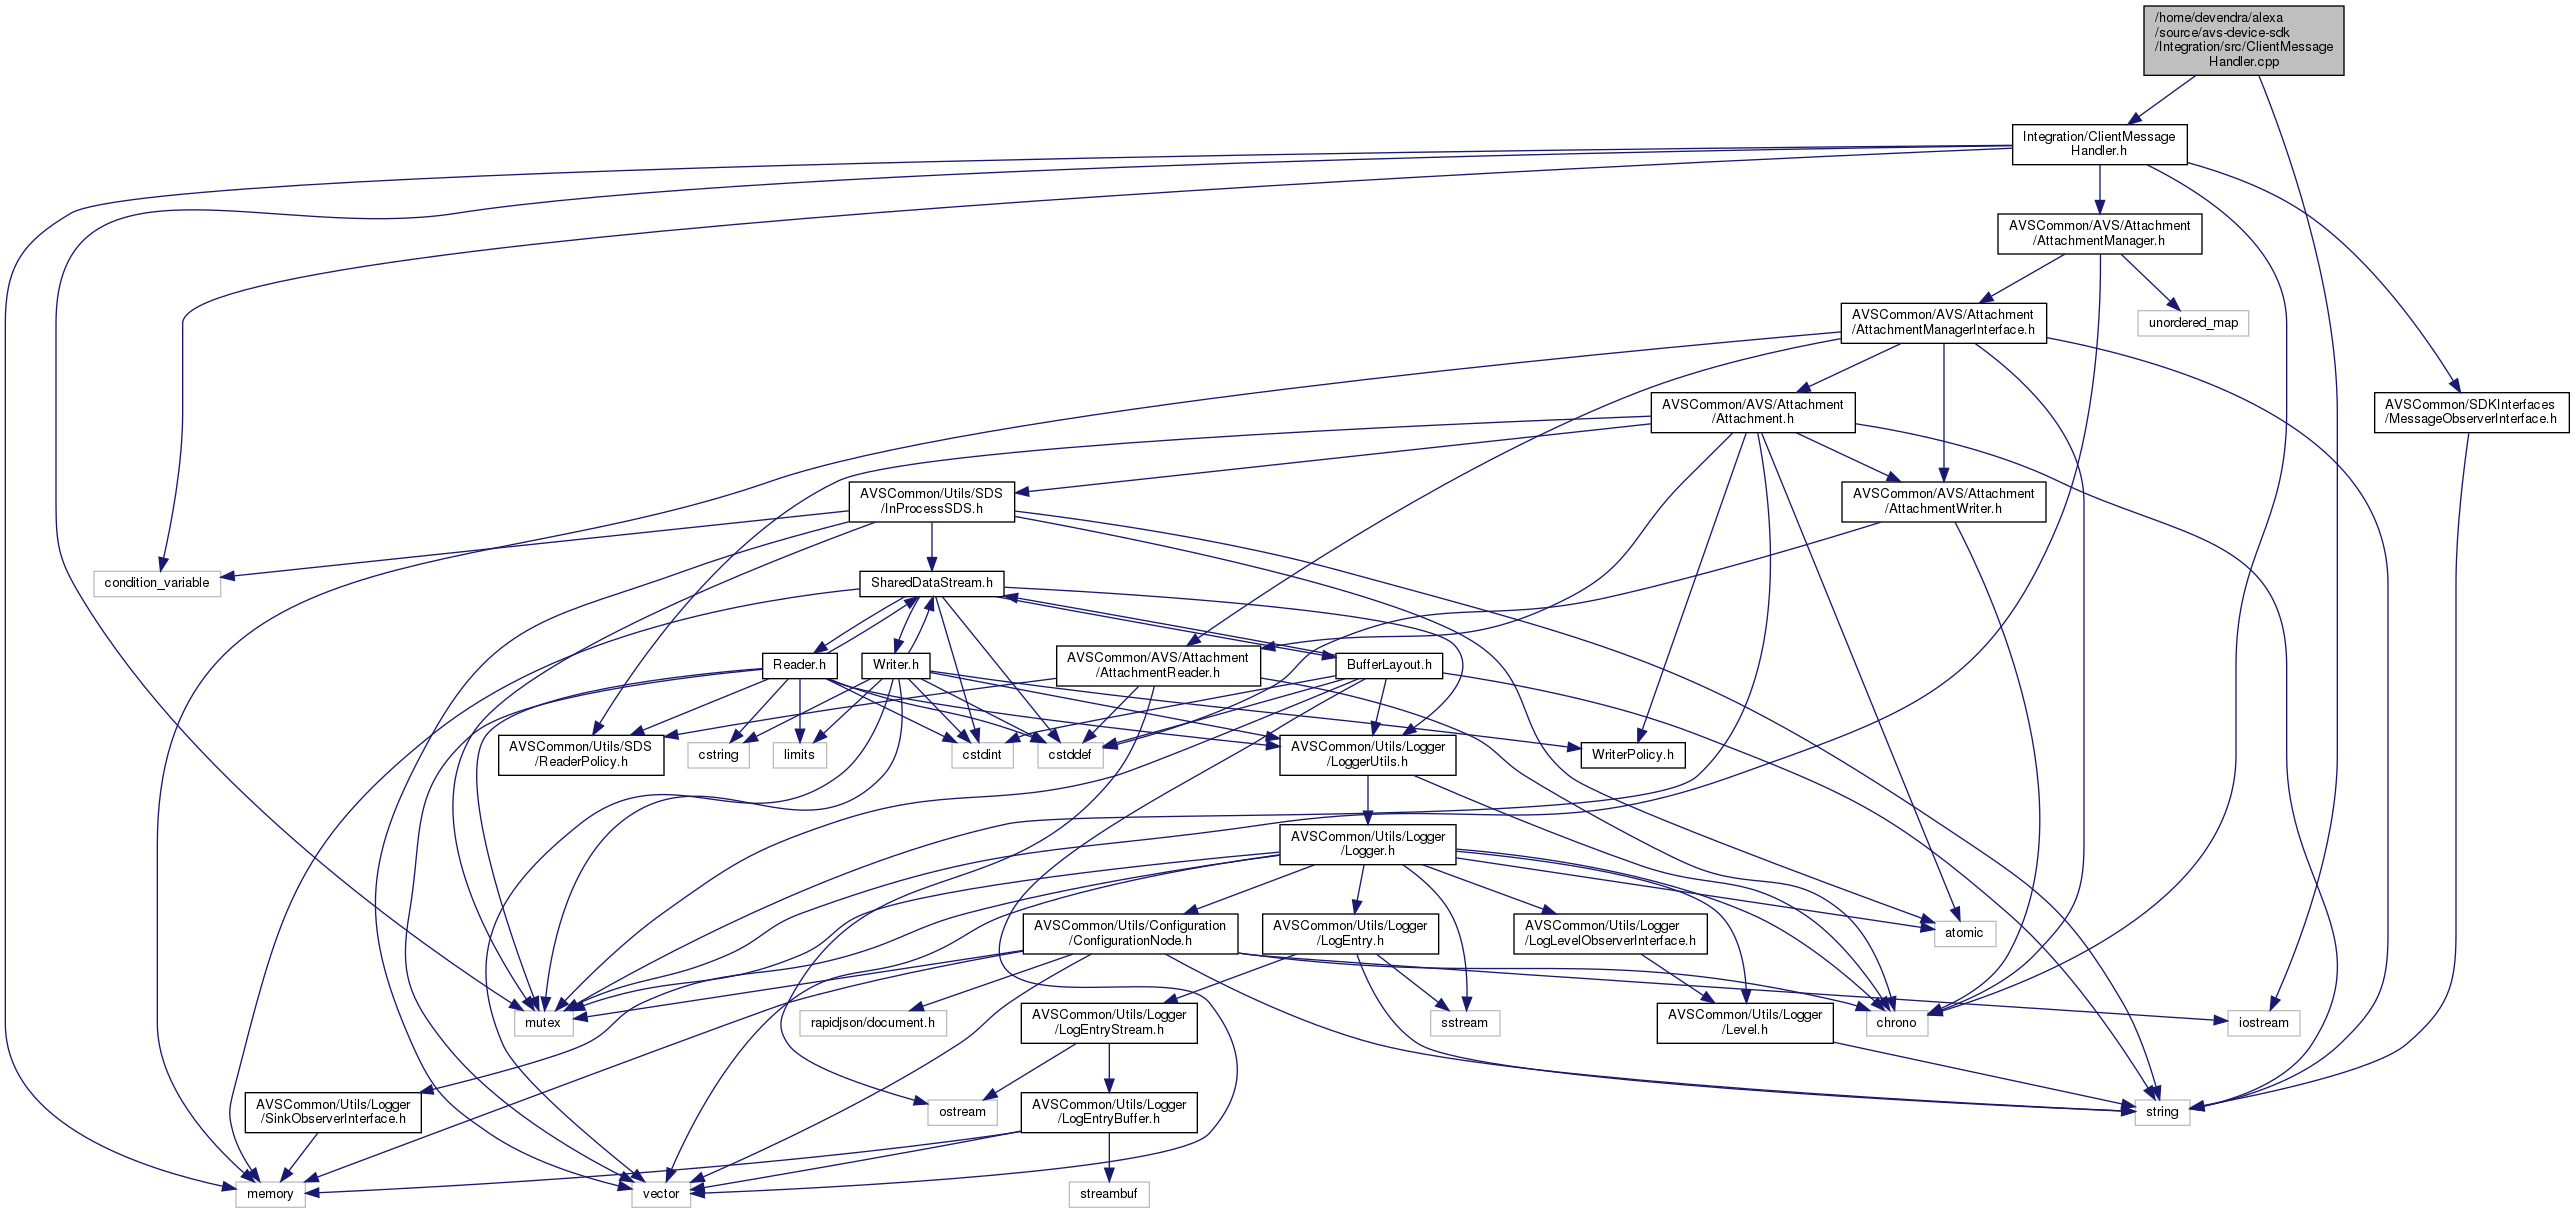 /home/devendra/alexa
/source/avs-device-sdk
/Integration/src/ClientMessage
Handler.cpp
Integration/ClientMessage
Handler.h
AVSCommon/AVS/Attachment
/AttachmentManager.h
AVSCommon/AVS/Attachment
/AttachmentManagerInterface.h
unordered_map
AVSCommon/AVS/Attachment
/Attachment.h
AVSCommon/SDKInterfaces
/MessageObserverInterface.h
AVSCommon/Utils/SDS
/InProcessSDS.h
AVSCommon/AVS/Attachment
/AttachmentWriter.h
condition_variable
SharedDataStream.h
Reader.h
Writer.h
AVSCommon/AVS/Attachment
/AttachmentReader.h
BufferLayout.h
AVSCommon/Utils/SDS
/ReaderPolicy.h
cstring
limits
cstdint
cstddef
AVSCommon/Utils/Logger
/LoggerUtils.h
WriterPolicy.h
AVSCommon/Utils/Logger
/Logger.h
AVSCommon/Utils/Configuration
/ConfigurationNode.h
AVSCommon/Utils/Logger
/LogEntry.h
AVSCommon/Utils/Logger
/LogLevelObserverInterface.h
atomic
mutex
rapidjson/document.h
AVSCommon/Utils/Logger
/LogEntryStream.h
sstream
AVSCommon/Utils/Logger
/Level.h
chrono
iostream
AVSCommon/Utils/Logger
/SinkObserverInterface.h
ostream
AVSCommon/Utils/Logger
/LogEntryBuffer.h
string
memory
vector
streambuf